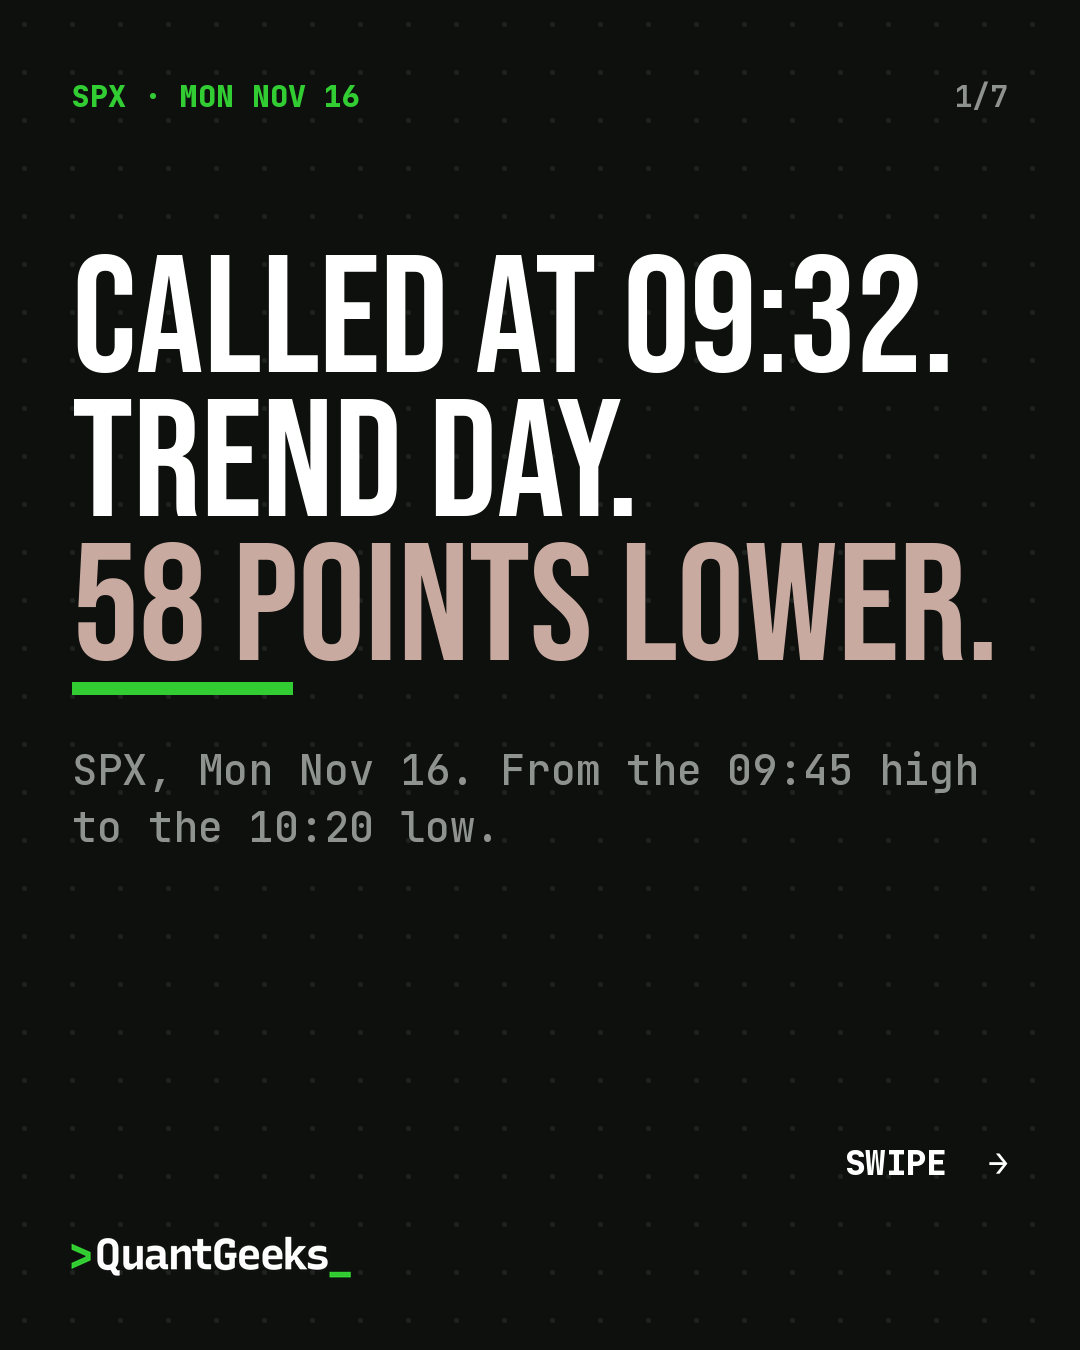 SPX · MON NOV 16
1/7
CALLED AT 09:32.
TREND DAY.
58 POINTS LOWER.
SPX, Mon Nov 16. From the 09:45 high
to the 10:20 low.
SWIPE →
>QuantGeeks_